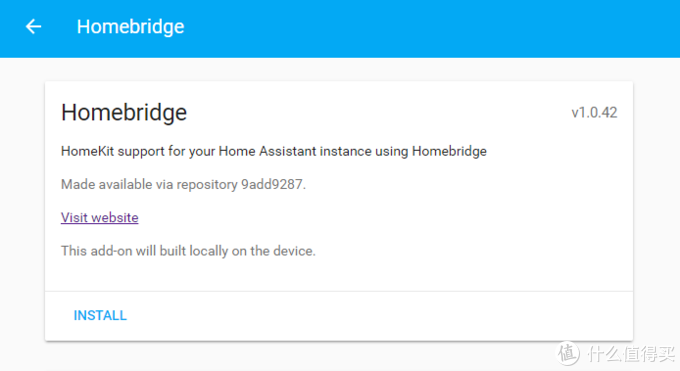 Homebridge
Homebridge
v1.0.42
HomeKit support for your Home Assistant instance using Homebridge
Made available via repository 9add9287.
Visit website
This add-on will built locally on the device.
INSTALL
值 什么值得买